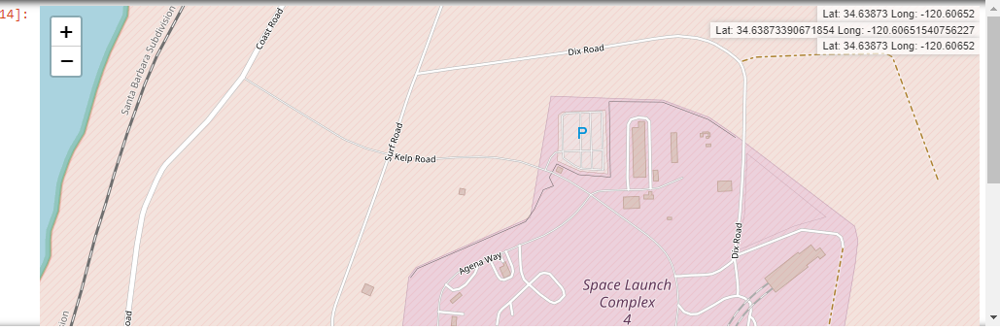 14]:
+
−
Lat: 34.63873 Long: -120.60652
Lat: 34.63873390671854 Long: -120.60651540756227
Lat: 34.63873 Long: -120.60652
Santa Barbara Subdivision
Coast Road
Dix Road
P
Surf Road
Kelp Road
Dix Road
Agena Way
Space Launch
Complex
4
oad
ision